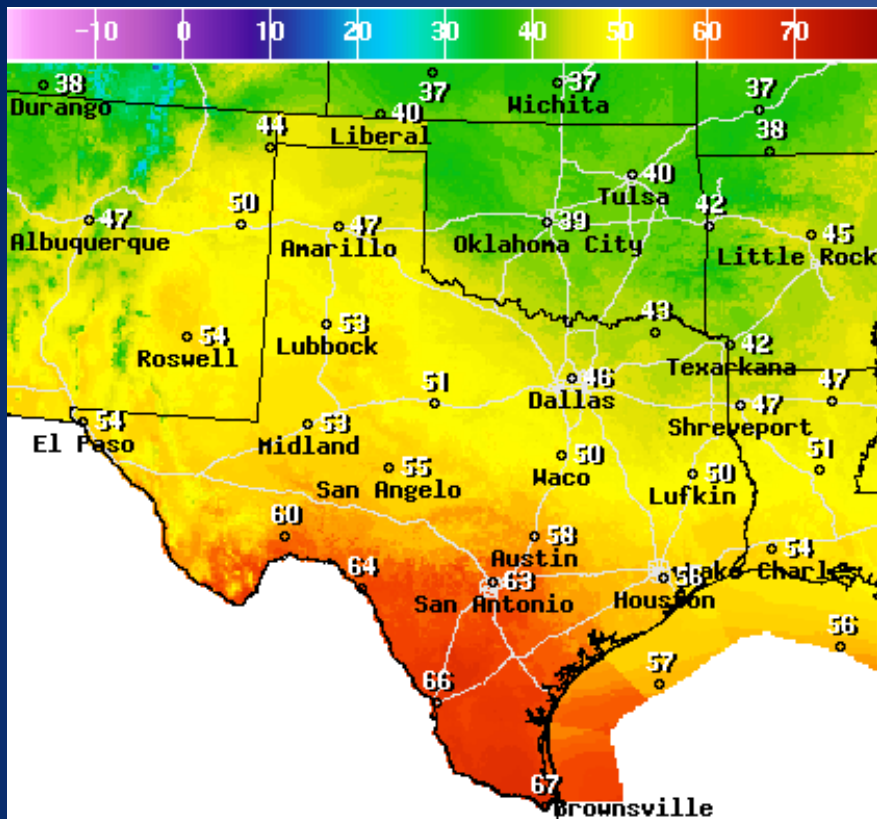 -10 0 10 20 30 40 50 60 70
38
Durango
37
37
Wichita
37
40
Liberal
44
38
40
Tulsa
47
Albuquerque
50
47
Amarillo
39
Oklahoma City
42
45
Little Rock
54
Roswell
53
Lubbock
43
42
Texarkana
46
Dallas
51
47
Shreveport
47
54
El Paso
53
Midland
55
San Angelo
50
Waco
50
Lufkin
51
60
58
Austin
54
64
63
San Antonio
Houston
Lake Charles
56
57
66
67
Brownsville